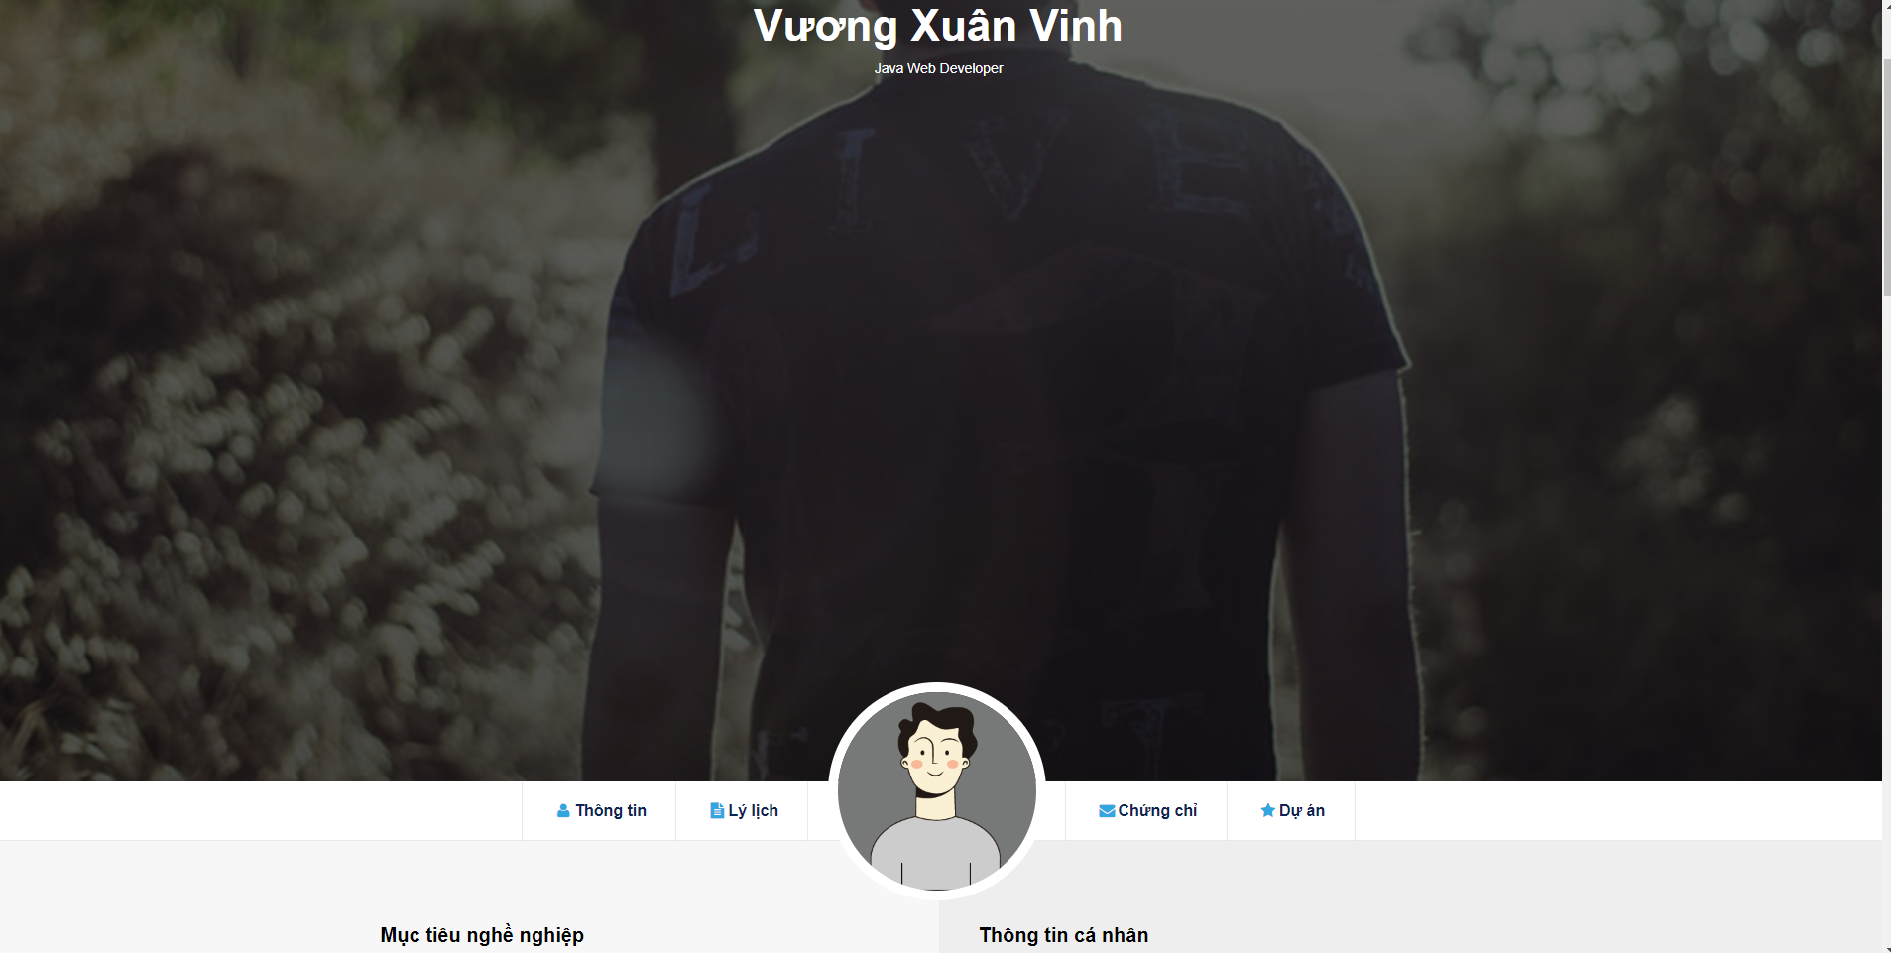 Vương Xuân Vinh
Java Web Developer
LIVE
Thông tin
Lý lịch
Chứng chỉ
Dự án
Mục tiêu nghề nghiệp
Thông tin cá nhân